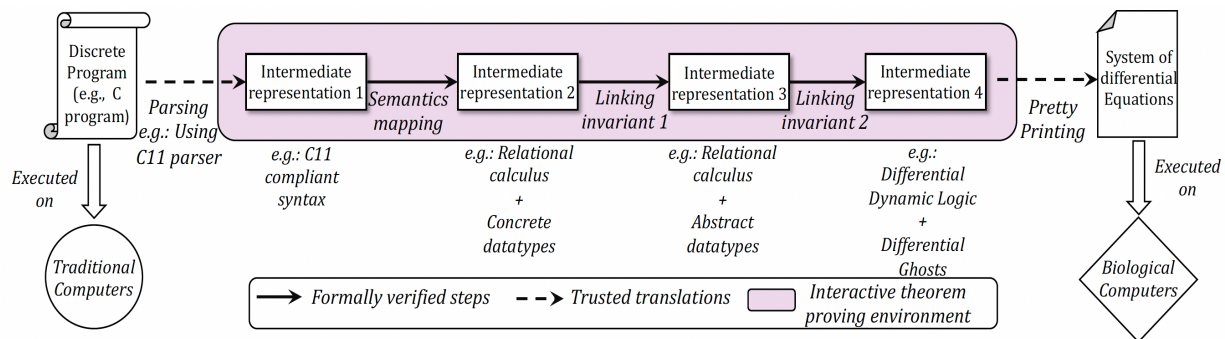 Discrete
Program
(e.g., C
program)
Parsing
e.g.: Using
C11 parser
Executed
on
Traditional
Computers
Intermediate
representation 1
Semantics
mapping
Intermediate
representation 2
Linking
invariant 1
Intermediate
representation 3
Linking
invariant 2
Intermediate
representation 4
e.g.: C11
compliant
syntax
e.g.: Relational
calculus
+
Concrete
datatypes
e.g.: Relational
calculus
+
Abstract
datatypes
e.g.:
Differential
Dynamic Logic
+
Differential
Ghosts
Pretty
Printing
System of
differential
Equations
Executed
on
Biological
Computers
Formally verified steps
Trusted translations
Interactive theorem
proving environment